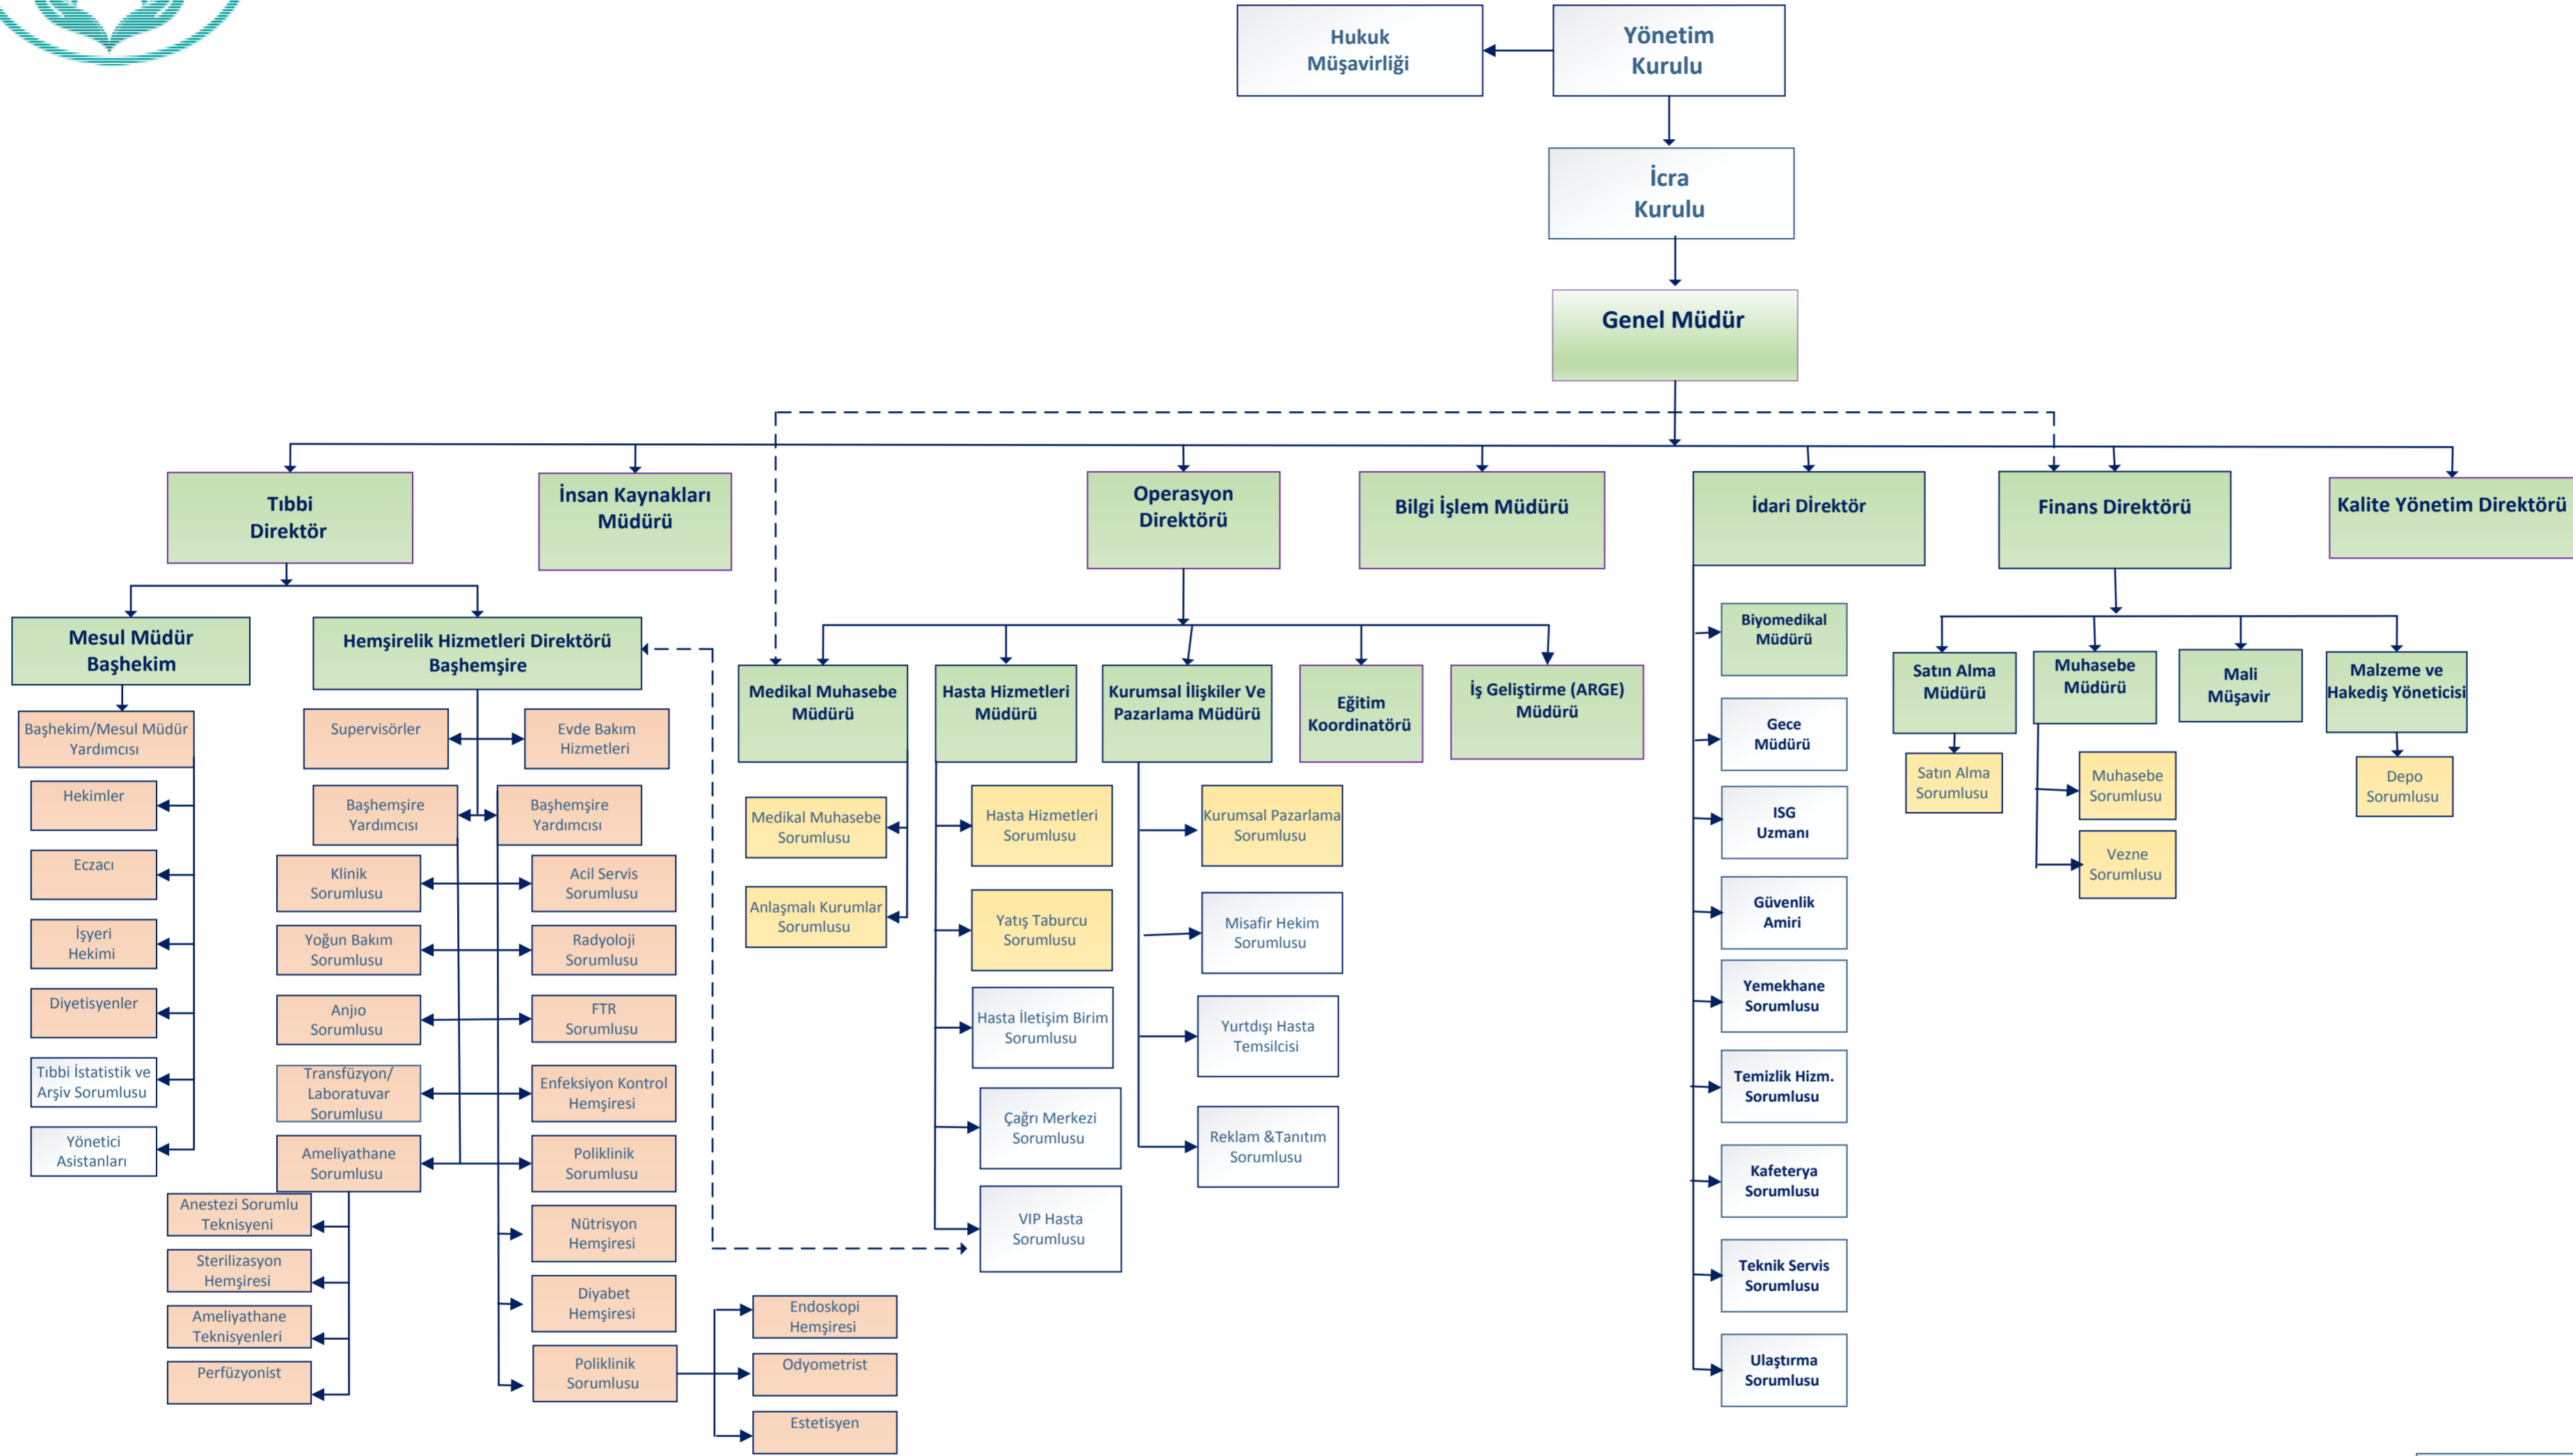 Hukuk
Müşavirliği
Yönetim
Kurulu
İcra
Kurulu
Genel Müdür
Tıbbi
Direktör
İnsan Kaynakları
Müdürü
Operasyon
Direktörü
Bilgi İşlem Müdürü
İdari Dİrektör
Finans Direktörü
Kalite Yönetim Direktörü
Mesul Müdür
Başhekim
Hemşirelik Hizmetleri Direktörü
Başhemşire
Başhekim/Mesul Müdür
Yardımcısı
Hekimler
Eczacı
İşyeri
Hekimi
Diyetisyenler
Tıbbi İstatistik ve
Arşiv Sorumlusu
Yönetici
Asistanları
Supervisörler
Evde Bakım
Hizmetleri
Başhemşire
Yardımcısı
Başhemşire
Yardımcısı
Klinik
Sorumlusu
Acil Servis
Sorumlusu
Yoğun Bakım
Sorumlusu
Radyoloji
Sorumlusu
Anjıo
Sorumlusu
FTR
Sorumlusu
Transfüzyon/
Laboratuvar
Sorumlusu
Enfeksiyon Kontrol
Hemşiresi
Ameliyathane
Sorumlusu
Poliklinik
Sorumlusu
Anestezi Sorumlu
Teknisyeni
Sterilizasyon
Hemşiresi
Ameliyathane
Teknisyenleri
Perfüzyonist
Nütrisyon
Hemşiresi
Diyabet
Hemşiresi
Poliklinik
Sorumlusu
Endoskopi
Hemşiresi
Odyometrist
Estetisyen
Medikal Muhasebe
Müdürü
Hasta Hizmetleri
Müdürü
Kurumsal İlişkiler Ve
Pazarlama Müdürü
Eğitim
Koordinatörü
İş Geliştirme (ARGE)
Müdürü
Medikal Muhasebe
Sorumlusu
Anlaşmalı Kurumlar
Sorumlusu
Hasta Hizmetleri
Sorumlusu
Yatış Taburcu
Sorumlusu
Hasta İletişim Birim
Sorumlusu
Çağrı Merkezi
Sorumlusu
VIP Hasta
Sorumlusu
Kurumsal Pazarlama
Sorumlusu
Misafir Hekim
Sorumlusu
Yurtdışı Hasta
Temsilcisi
Reklam &Tanıtım
Sorumlusu
Biyomedikal
Müdürü
Gece
Müdürü
ISG
Uzmanı
Güvenlik
Amiri
Yemekhane
Sorumlusu
Temizlik Hizm.
Sorumlusu
Kafeterya
Sorumlusu
Teknik Servis
Sorumlusu
Ulaştırma
Sorumlusu
Satın Alma
Müdürü
Muhasebe
Müdürü
Mali
Müşavir
Malzeme ve
Hakediş Yöneticisi
Satın Alma
Sorumlusu
Muhasebe
Sorumlusu
Vezne
Sorumlusu
Depo
Sorumlusu